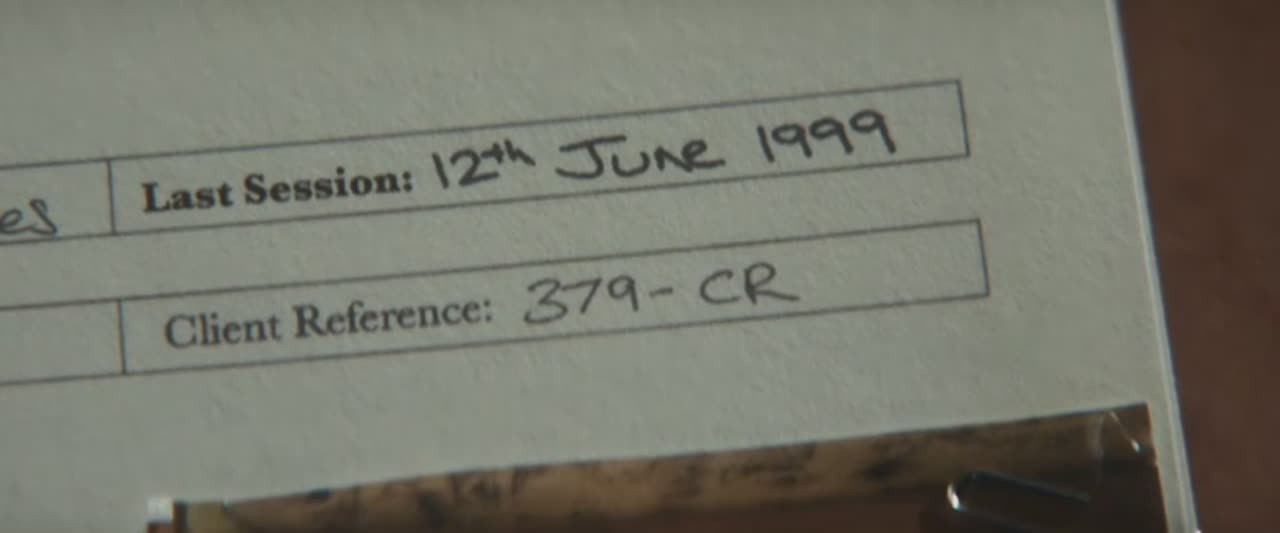 Last Session: 12th June 1999
Client Reference: 379-CR